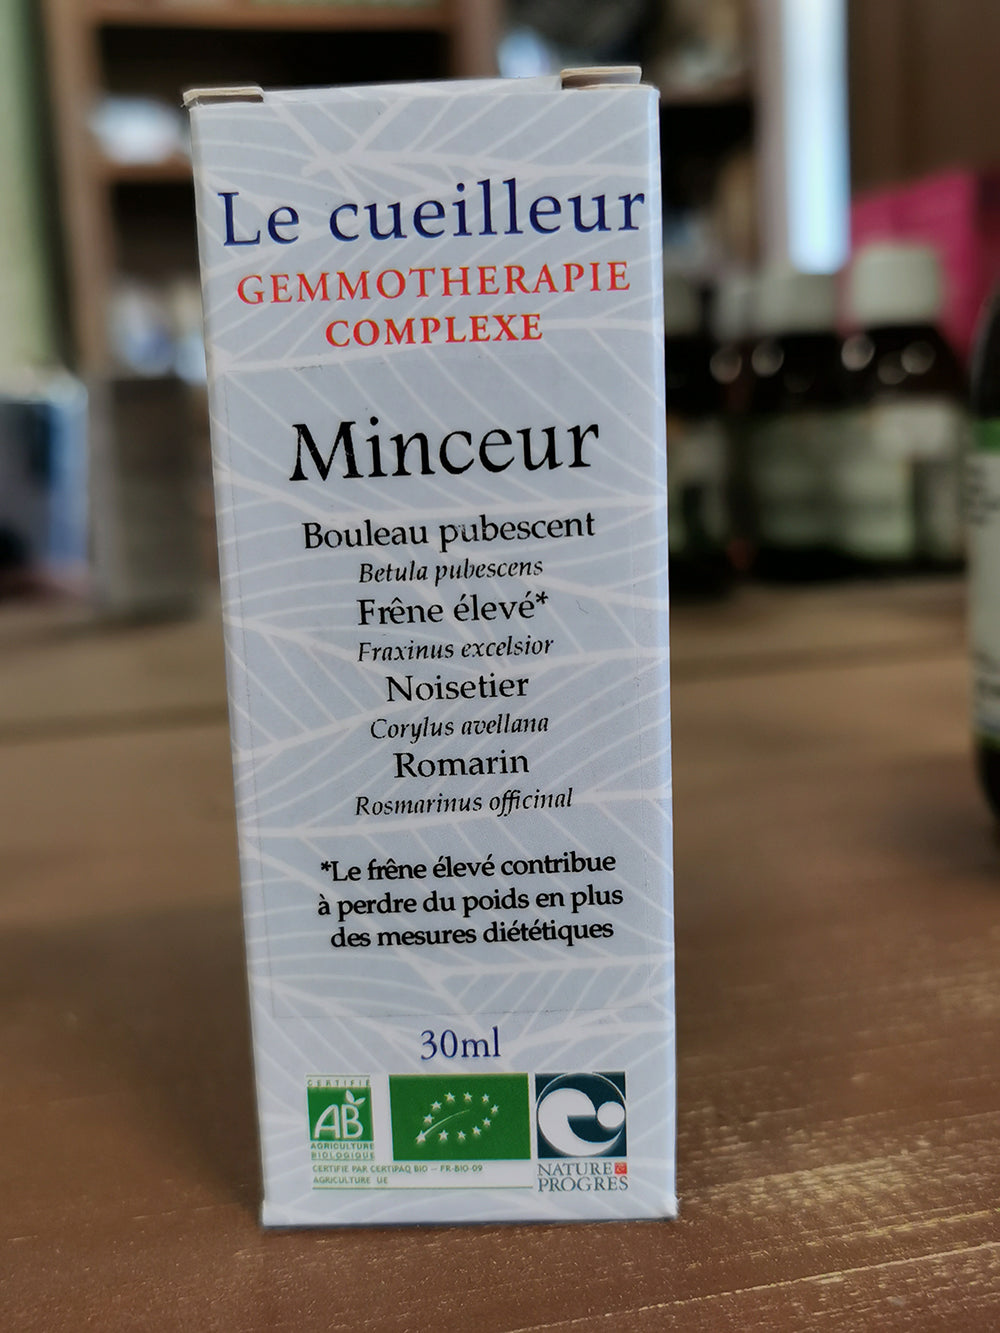 Le cueilleur
GEMMOTHERAPIE
COMPLEXE
Minceur
Bouleau pubescent
Betula pubescens
Frêne élevé*
Fraxinus excelsior
Noisetier
Corylus avellana
Romarin
Rosmarinus officinal
*Le frêne élevé contribue
à perdre du poids en plus
des mesures diététiques
30ml
CERTIFIÉ
AB
AGRICULTURE
BIOLOGIQUE
CERTIFIE PAR CERTIPAQ BIO – FR-BIO-09
AGRICULTURE UE
NATURE &
PROGRES